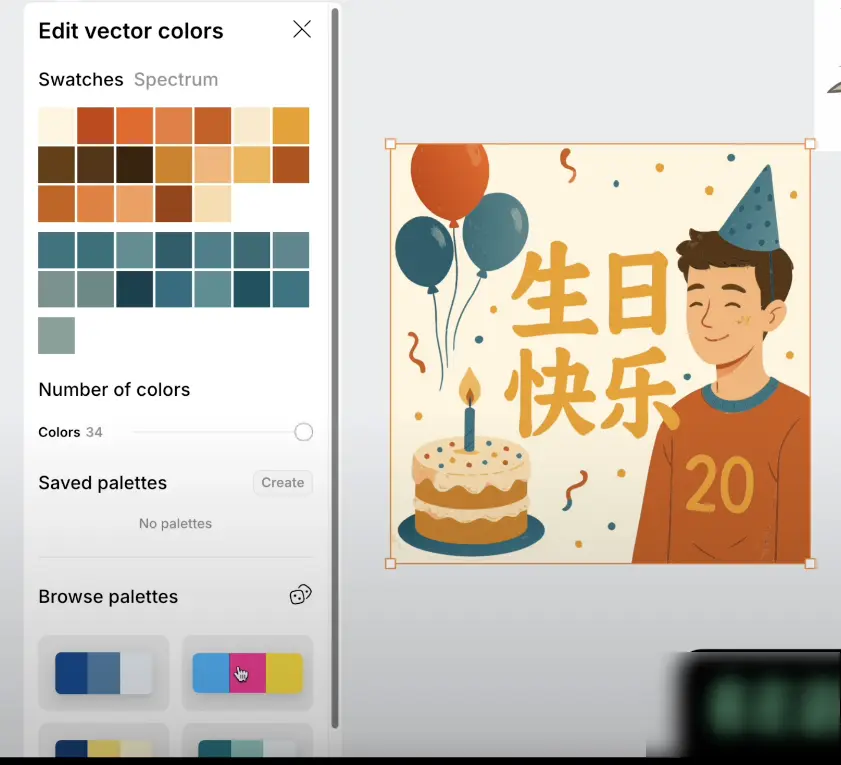 Edit vector colors
Swatches Spectrum
Number of colors
Colors 34
Saved palettes Create
No palettes
Browse palettes
生日
快乐
20